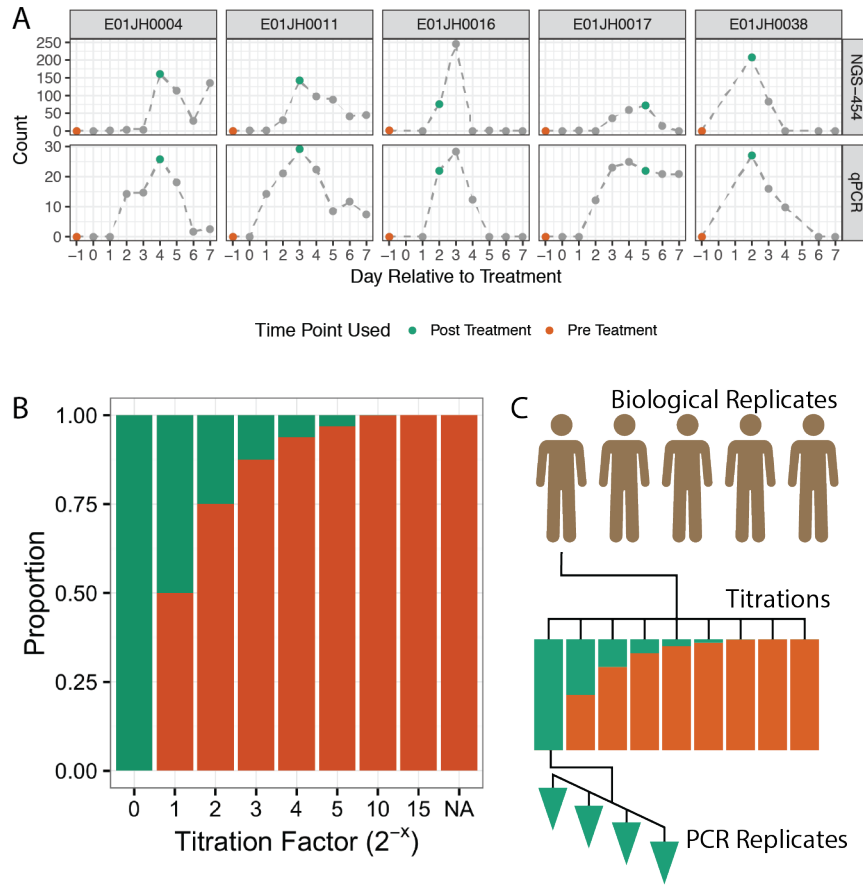 A
E01JH0004 E01JH0011 E01JH0016 E01JH0017 E01JH0038
250
200
150
100
50
0
NGS−454
Count
30
20
10
0
qPCR
−1 0 1 2 3 4 5 6 7 −1 0 1 2 3 4 5 6 7 −1 0 1 2 3 4 5 6 7 −1 0 1 2 3 4 5 6 7 −1 0 1 2 3 4 5 6 7
Day Relative to Treatment
Time Point Used Post Treatment Pre Teatment
B
1.00
0.75
0.50
0.25
0.00
Proportion
0 1 2 3 4 5 10 15 NA
Titration Factor (2⁻ˣ)
C
Biological Replicates
Titrations
PCR Replicates